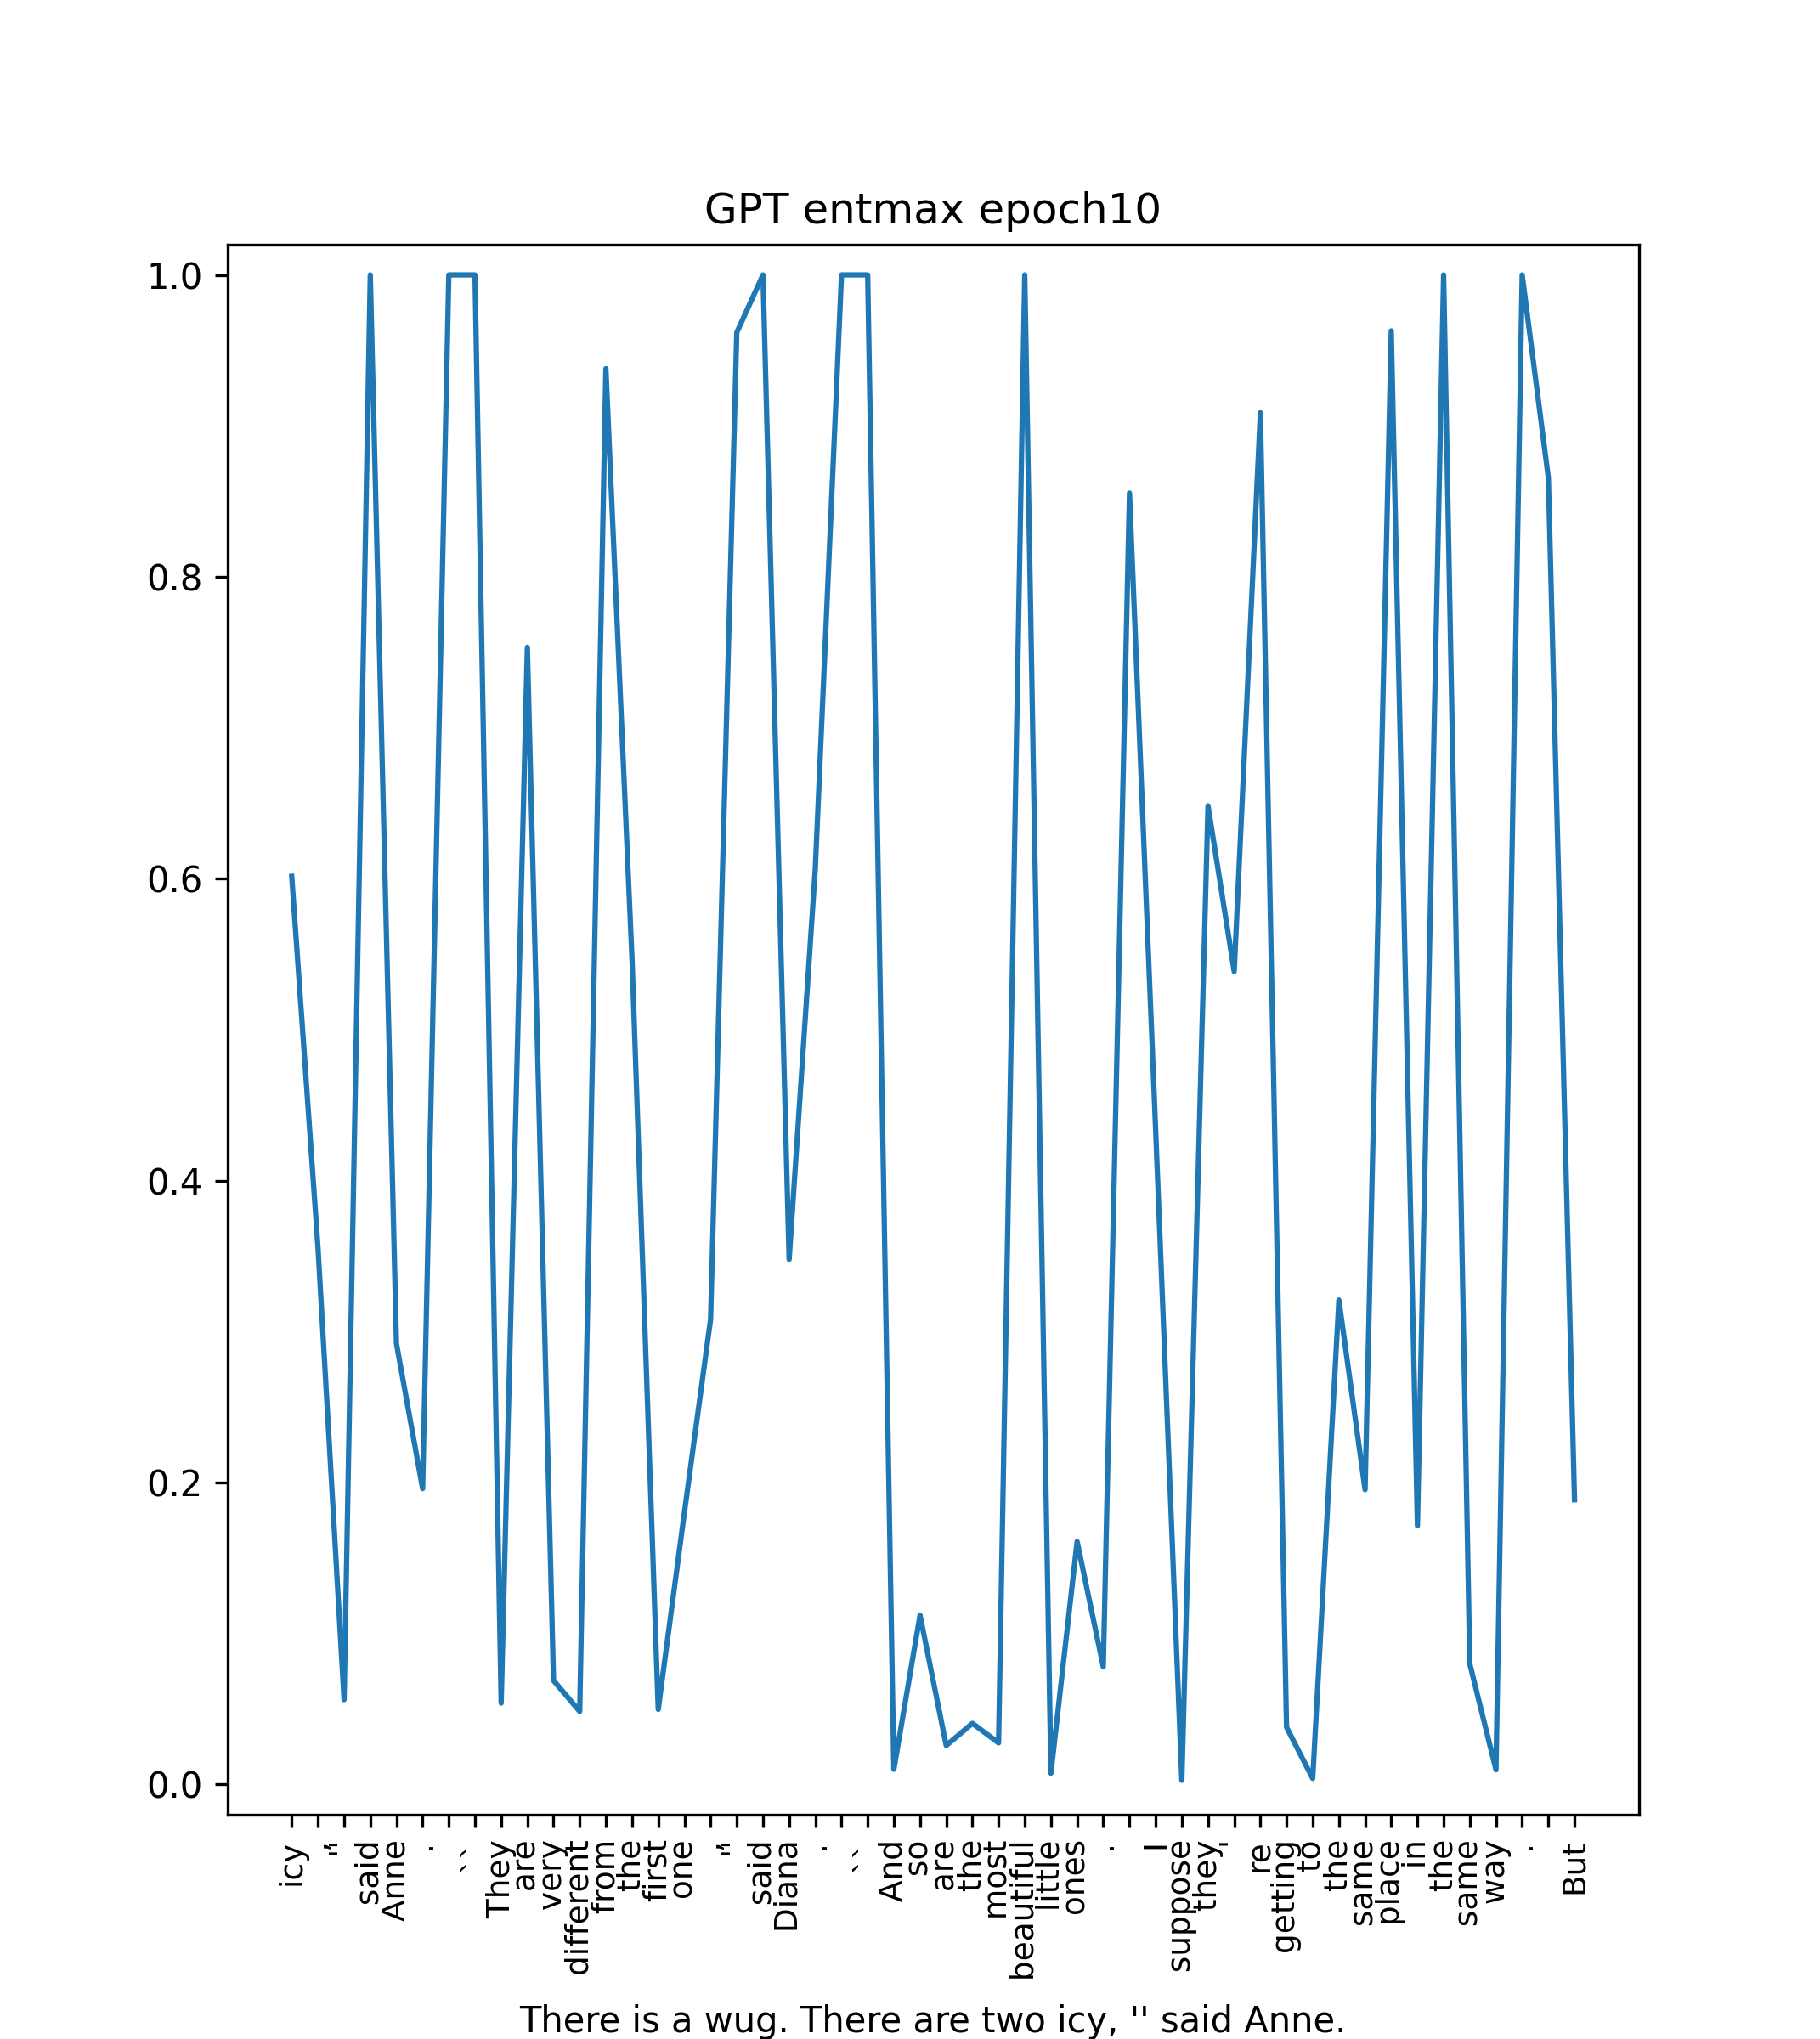 GPT entmax epoch10
1.0
0.8
0.6
0.4
0.2
0.0
icy
"
said
Anne
.
``
They
are
very
different
from
the
first
one
"
said
Diana
.
``
And
so
are
the
most
beautiful
little
ones
.
I
suppose
they,
re
getting
to
the
same
place
in
the
same
way
.
But
There is a wug. There are two icy, '' said Anne.